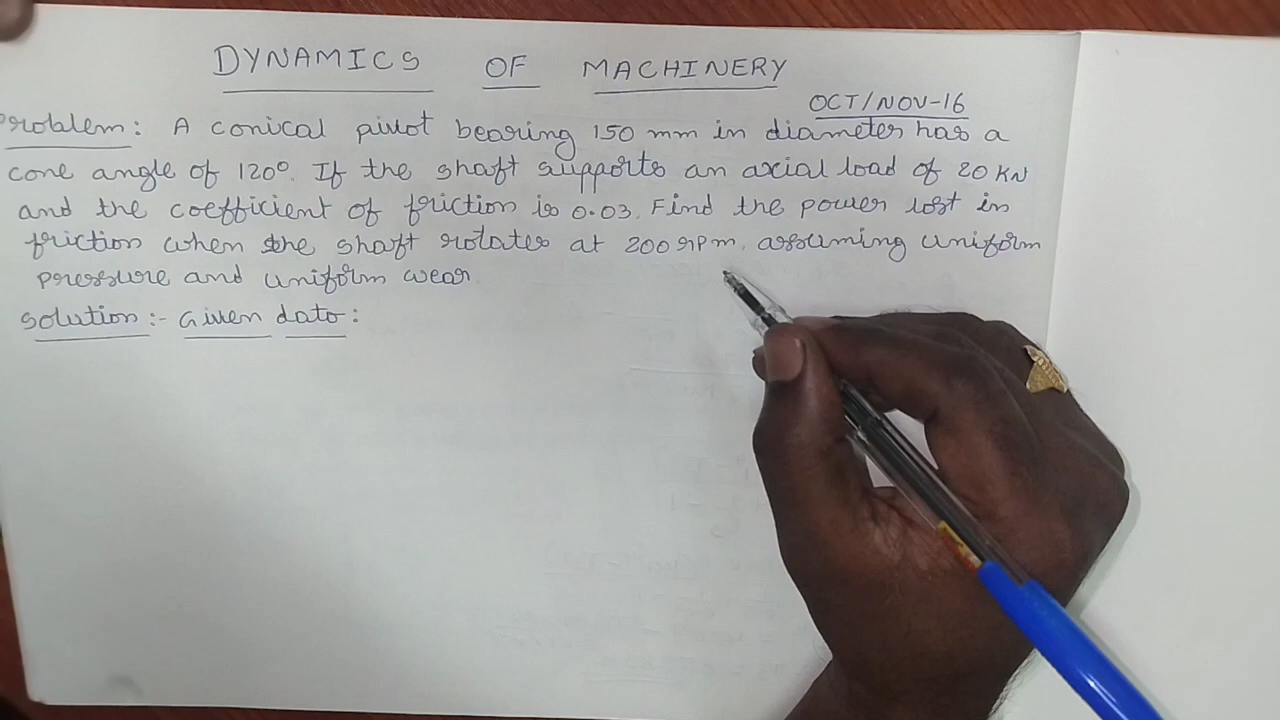 DYNAMICS OF MACHINERY
OCT/NOV-16
Problem: A conical pivot bearing 150 mm in diameter has a
cone angle of 120°. If the shaft supports an axial load of 20 KN
and the coefficient of friction is 0.03. Find the power lost in
friction when the shaft rotates at 200 rpm, assuming uniform
pressure and uniform wear
Solution:- Given data: